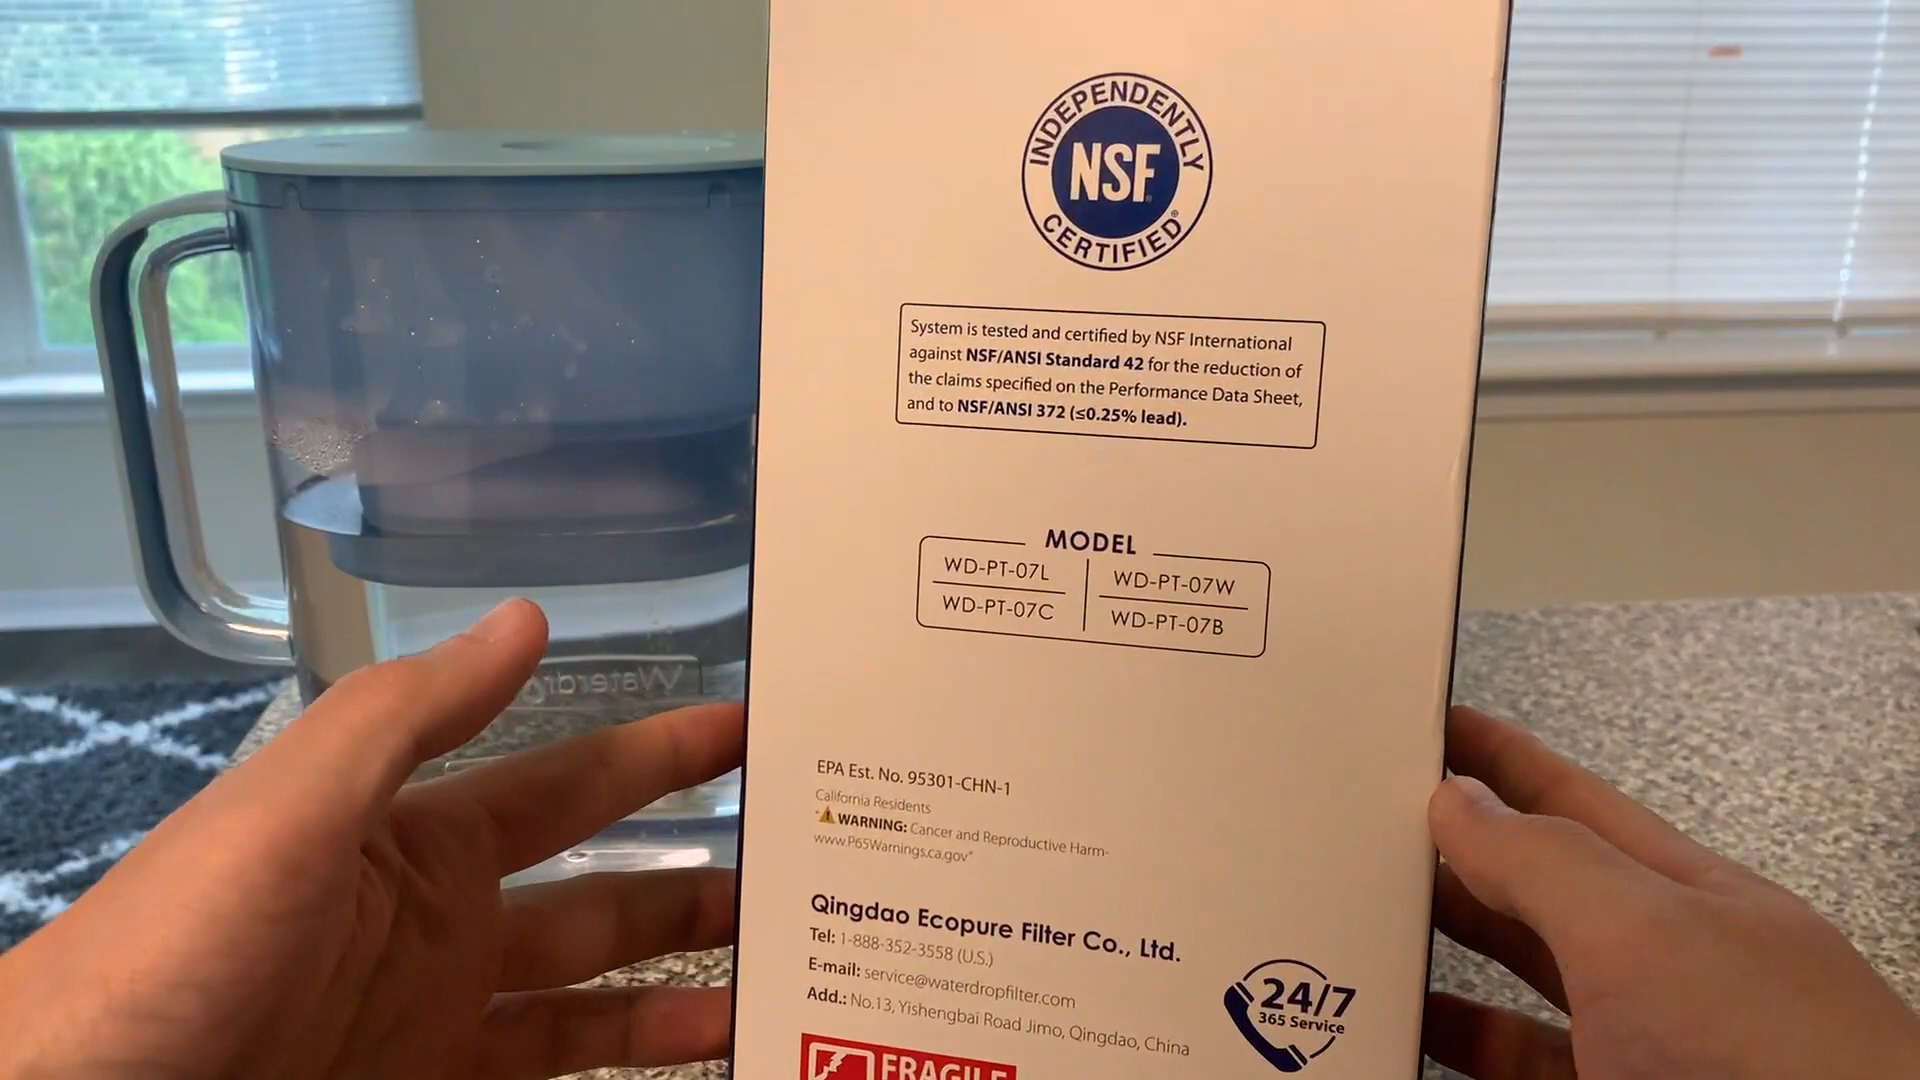 INDEPENDENTLY
NSF®
CERTIFIED®
System is tested and certified by NSF International
against NSF/ANSI Standard 42 for the reduction of
the claims specified on the Performance Data Sheet,
and to NSF/ANSI 372 (≤0.25% lead).
MODEL
WD-PT-07L
WD-PT-07W
WD-PT-07C
WD-PT-07B
EPA Est. No. 95301-CHN-1
California Residents
"⚠ WARNING: Cancer and Reproductive Harm-
www.P65Warnings.ca.gov"
Qingdao Ecopure Filter Co., Ltd.
Tel: 1-888-352-3558 (U.S.)
E-mail: service@waterdropfilter.com
Add.: No.13, Yishengbai Road Jimo, Qingdao, China
24/7
365 Service
FRAGILE